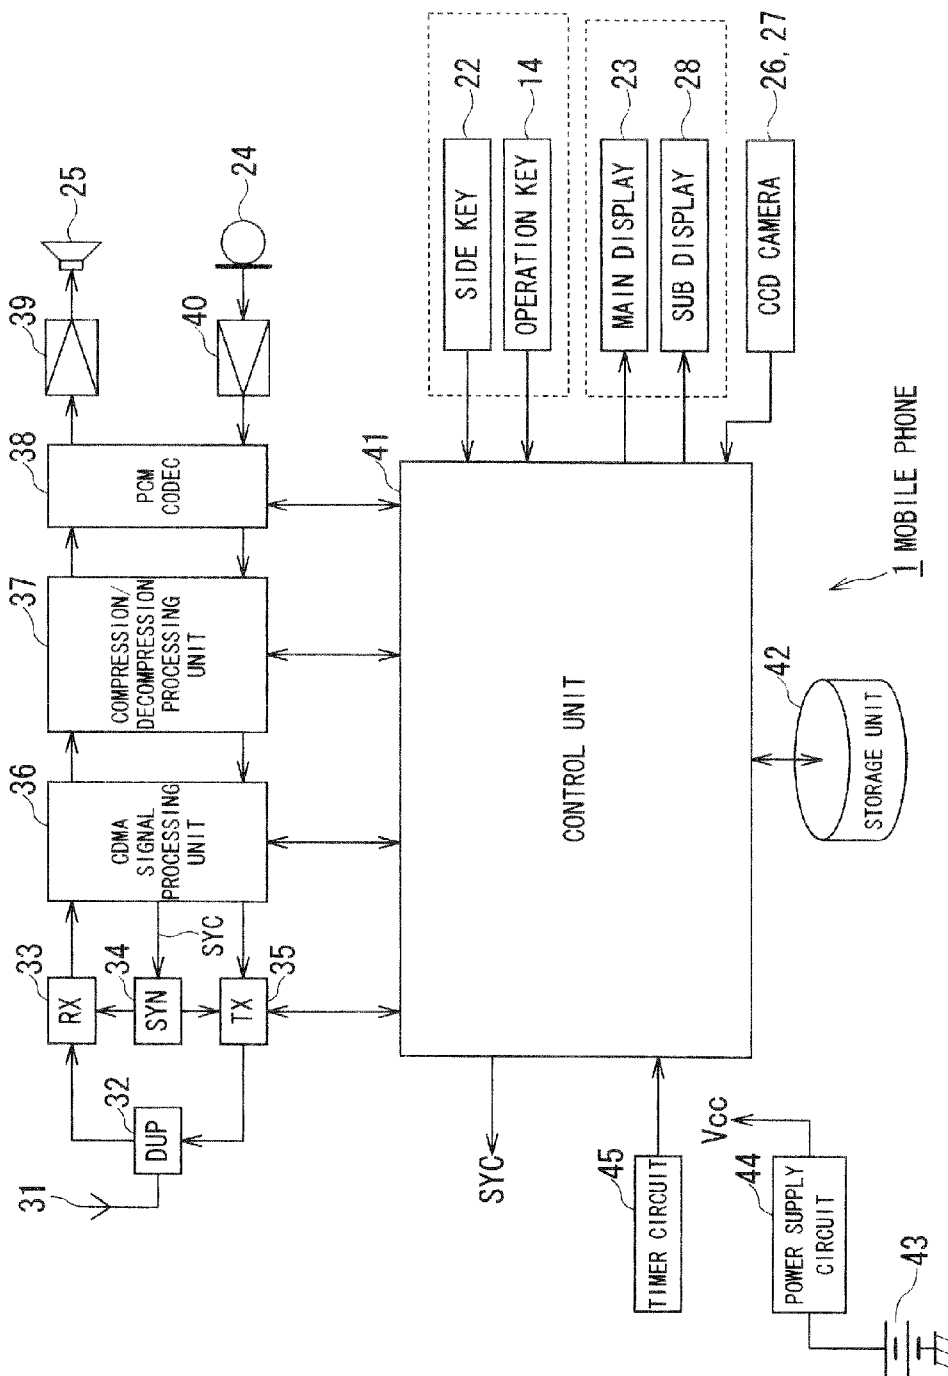 31
32
DUP
33
RX
34
SYN
35
TX
SYC
36
CDMA
SIGNAL
PROCESSING
UNIT
37
COMPRESSION/
DECOMPRESSION
PROCESSING
UNIT
38
PCM
CODEC
39
40
25
24
41
CONTROL UNIT
SYC
45
TIMER CIRCUIT
Vcc
44
POWER SUPPLY
CIRCUIT
43
42
STORAGE UNIT
SIDE KEY
22
OPERATION KEY
14
MAIN DISPLAY
23
SUB DISPLAY
28
CCD CAMERA
26, 27
1 MOBILE PHONE